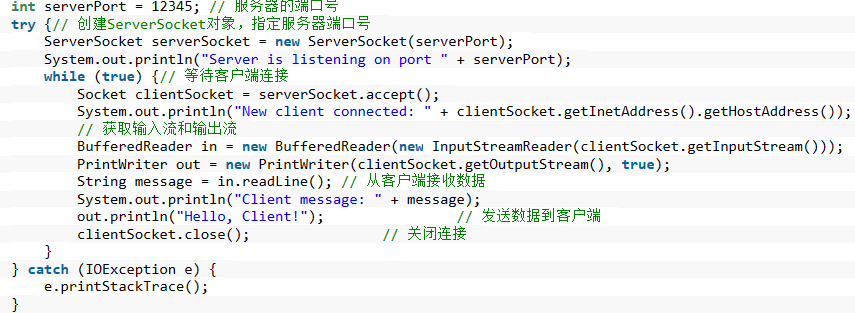 int serverPort = 12345; // 服务器的端口号
try {// 创建ServerSocket对象，指定服务器端口号
    ServerSocket serverSocket = new ServerSocket(serverPort);
    System.out.println("Server is listening on port " + serverPort);
    while (true) {// 等待客户端连接
        Socket clientSocket = serverSocket.accept();
        System.out.println("New client connected: " + clientSocket.getInetAddress().getHostAddress());
        // 获取输入流和输出流
        BufferedReader in = new BufferedReader(new InputStreamReader(clientSocket.getInputStream()));
        PrintWriter out = new PrintWriter(clientSocket.getOutputStream(), true);
        String message = in.readLine(); // 从客户端接收数据
        System.out.println("Client message: " + message);
        out.println("Hello, Client!");                // 发送数据到客户端
        clientSocket.close();                // 关闭连接
    }
} catch (IOException e) {
    e.printStackTrace();
}